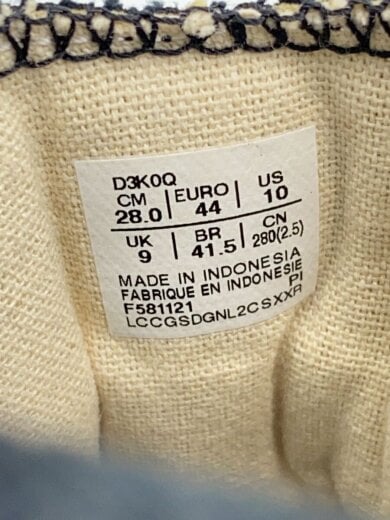 D3K0Q
CM EURO US
28.0 44 10
UK BR CN
9 41.5 280(2.5)
MADE IN INDONESIA
FABRIQUE EN INDONESIE
F581121 PI
LCCGSDGNL2CSXXR